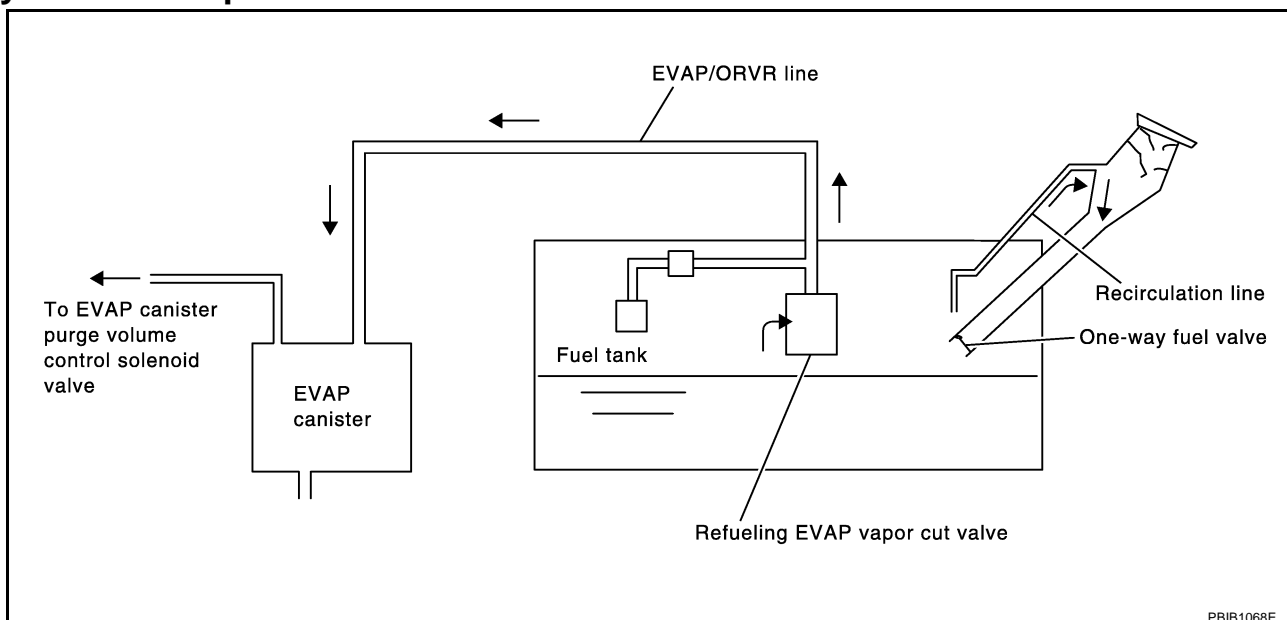 EVAP/ORVR line
Recirculation line
One-way fuel valve
To EVAP canister
purge volume
control solenoid
valve
Fuel tank
EVAP
canister
Refueling EVAP vapor cut valve
PBIB1068E